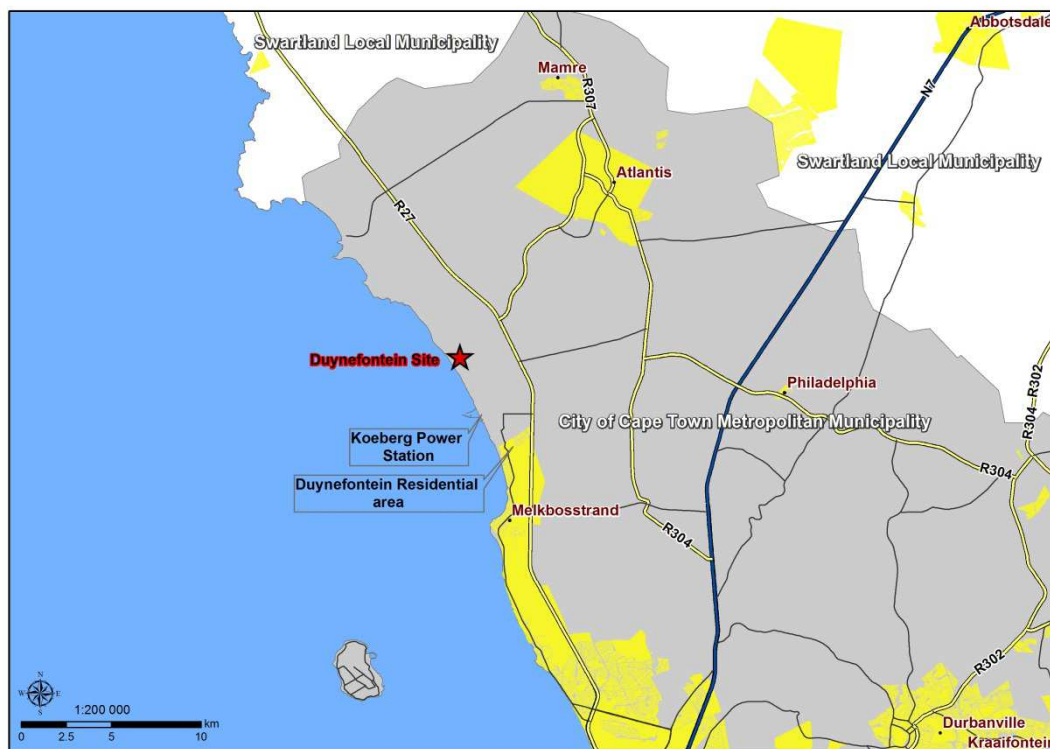 Abbotsdale
Swartland Local Municipality
Mamre
R307
N7
Swartland Local Municipality
Atlantis
R27
Duynefontein Site
Philadelphia
R304 R302
City of Cape Town Metropolitan Municipality
Koeberg Power
Station
R304
Duynefontein Residential
area
Melkbosstrand
R304
R302
N
W E
S
1:200 000
km
0 2.5 5 10
Durbanville
Kraaifontein